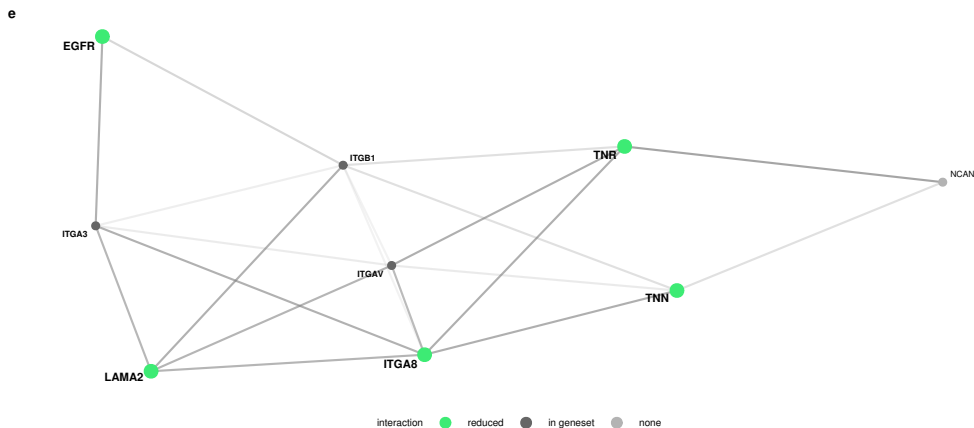 e
EGFR
ITGB1
TNR
NCAN
ITGA3
ITGAV
TNN
ITGA8
LAMA2
interaction reduced in geneset none